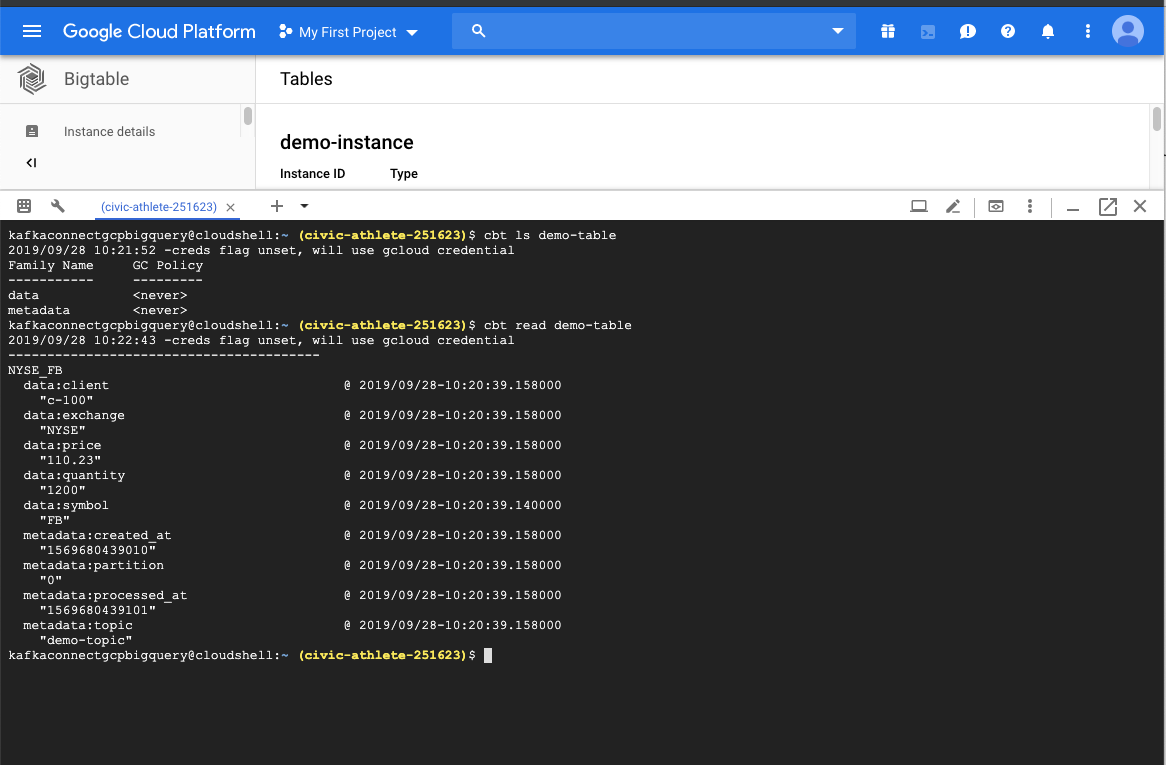 Google Cloud Platform My First Project
Bigtable Tables
Instance details
demo-instance
Instance ID Type
(civic-athlete-251623)
kafkaconnectgcpbigquery@cloudshell:~ (civic-athlete-251623)$ cbt ls demo-table
2019/09/28 10:21:52 -creds flag unset, will use gcloud credential
Family Name GC Policy
----------- ---------
data <never>
metadata <never>
kafkaconnectgcpbigquery@cloudshell:~ (civic-athlete-251623)$ cbt read demo-table
2019/09/28 10:22:43 -creds flag unset, will use gcloud credential
----------------------------------------
NYSE_FB
data:client @ 2019/09/28-10:20:39.158000
"c-100"
data:exchange @ 2019/09/28-10:20:39.158000
"NYSE"
data:price @ 2019/09/28-10:20:39.158000
"110.23"
data:quantity @ 2019/09/28-10:20:39.158000
"1200"
data:symbol @ 2019/09/28-10:20:39.140000
"FB"
metadata:created_at @ 2019/09/28-10:20:39.158000
"1569680439010"
metadata:partition @ 2019/09/28-10:20:39.158000
"0"
metadata:processed_at @ 2019/09/28-10:20:39.158000
"1569680439101"
metadata:topic @ 2019/09/28-10:20:39.158000
"demo-topic"
kafkaconnectgcpbigquery@cloudshell:~ (civic-athlete-251623)$